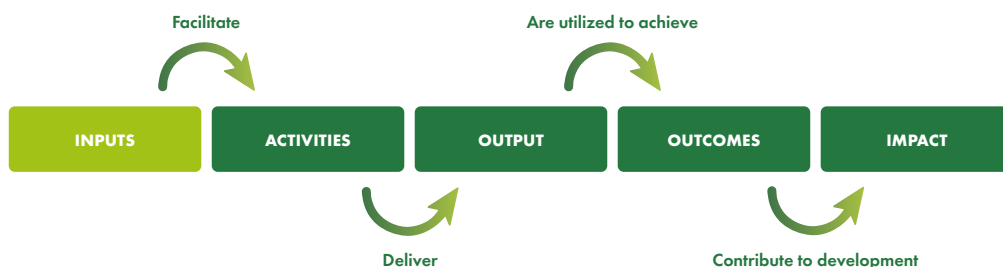 Facilitate
Are utilized to achieve
INPUTS
ACTIVITIES
OUTPUT
OUTCOMES
IMPACT
Deliver
Contribute to development